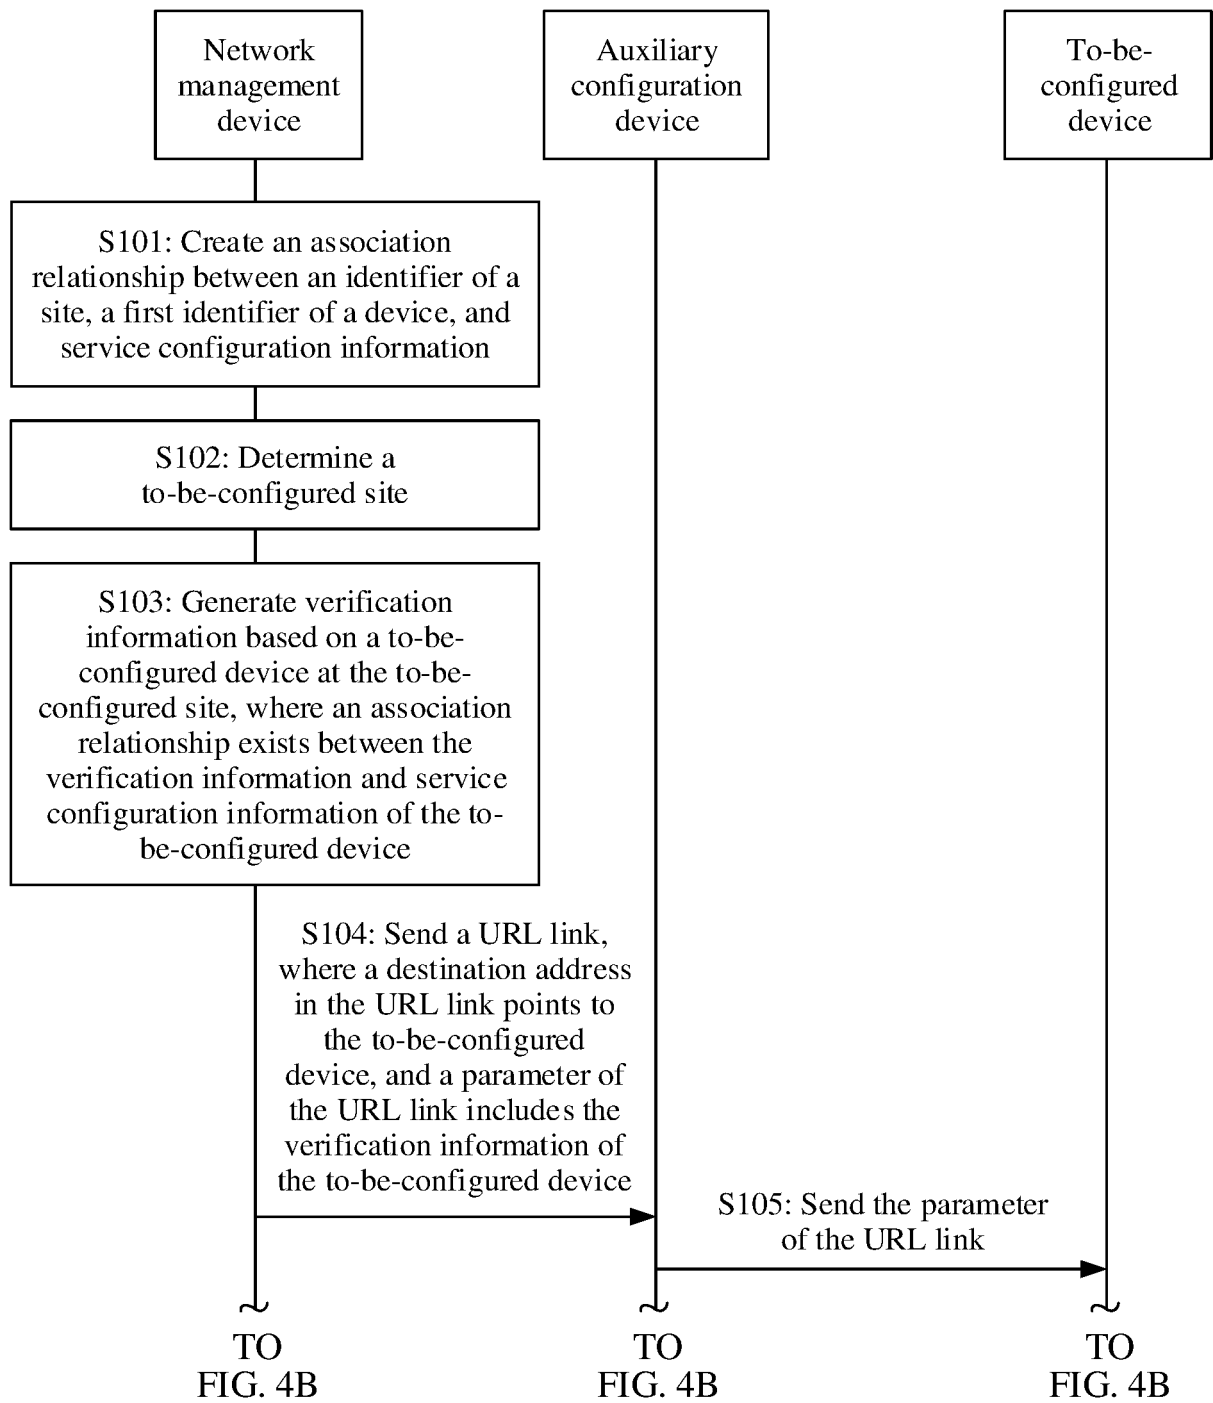 Network
management
device
Auxiliary
configuration
device
To-be-
configured
device
S101: Create an association
relationship between an identifier of a
site, a first identifier of a device, and
service configuration information
S102: Determine a
to-be-configured site
S103: Generate verification
information based on a to-be-
configured device at the to-be-
configured site, where an association
relationship exists between the
verification information and service
configuration information of the to-
be-configured device
S104: Send a URL link,
where a destination address
in the URL link points to
the to-be-configured
device, and a parameter of
the URL link includes the
verification information of
the to-be-configured device
S105: Send the parameter
of the URL link
TO
FIG. 4B
TO
FIG. 4B
TO
FIG. 4B